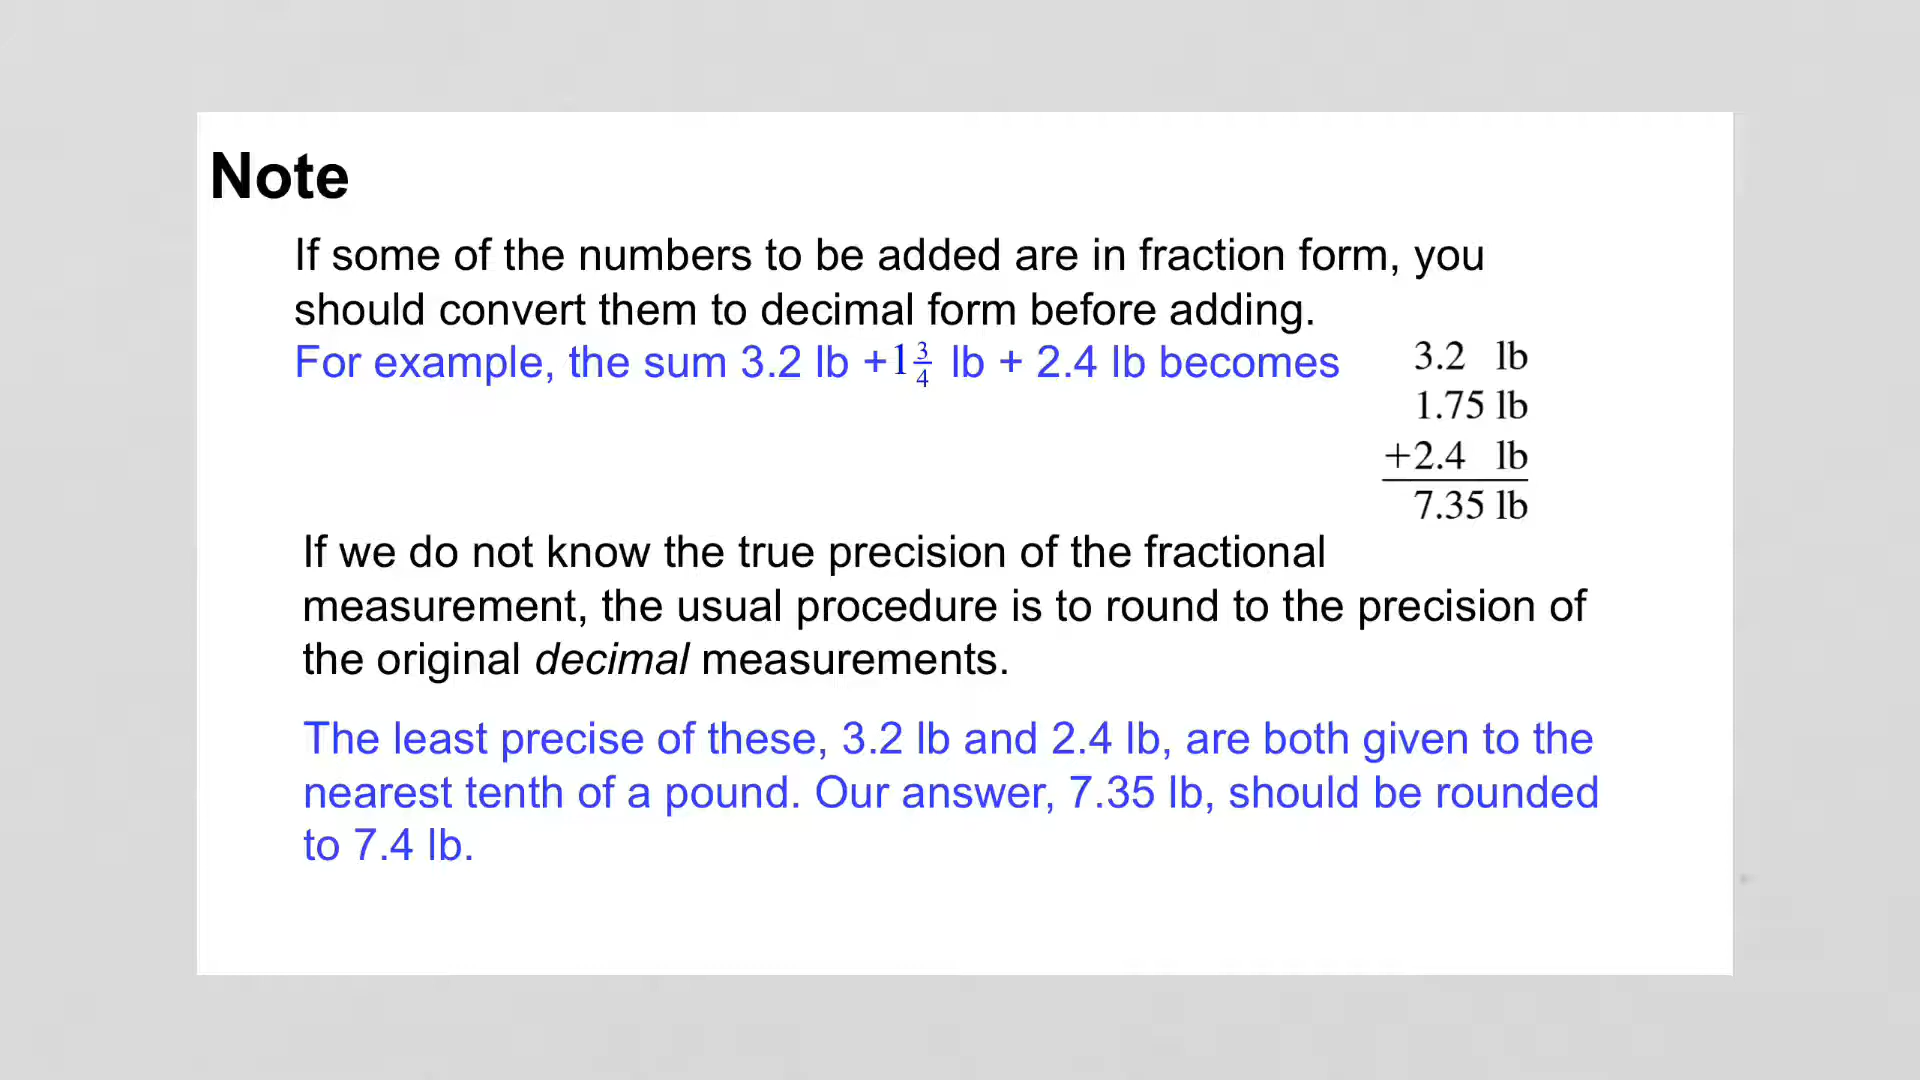 Note
If some of the numbers to be added are in fraction form, you
should convert them to decimal form before adding.
For example, the sum 3.2 lb +1 3/4 lb + 2.4 lb becomes
3.2 lb
1.75 lb
+2.4 lb
7.35 lb
If we do not know the true precision of the fractional
measurement, the usual procedure is to round to the precision of
the original decimal measurements.
The least precise of these, 3.2 lb and 2.4 lb, are both given to the
nearest tenth of a pound. Our answer, 7.35 lb, should be rounded
to 7.4 lb.